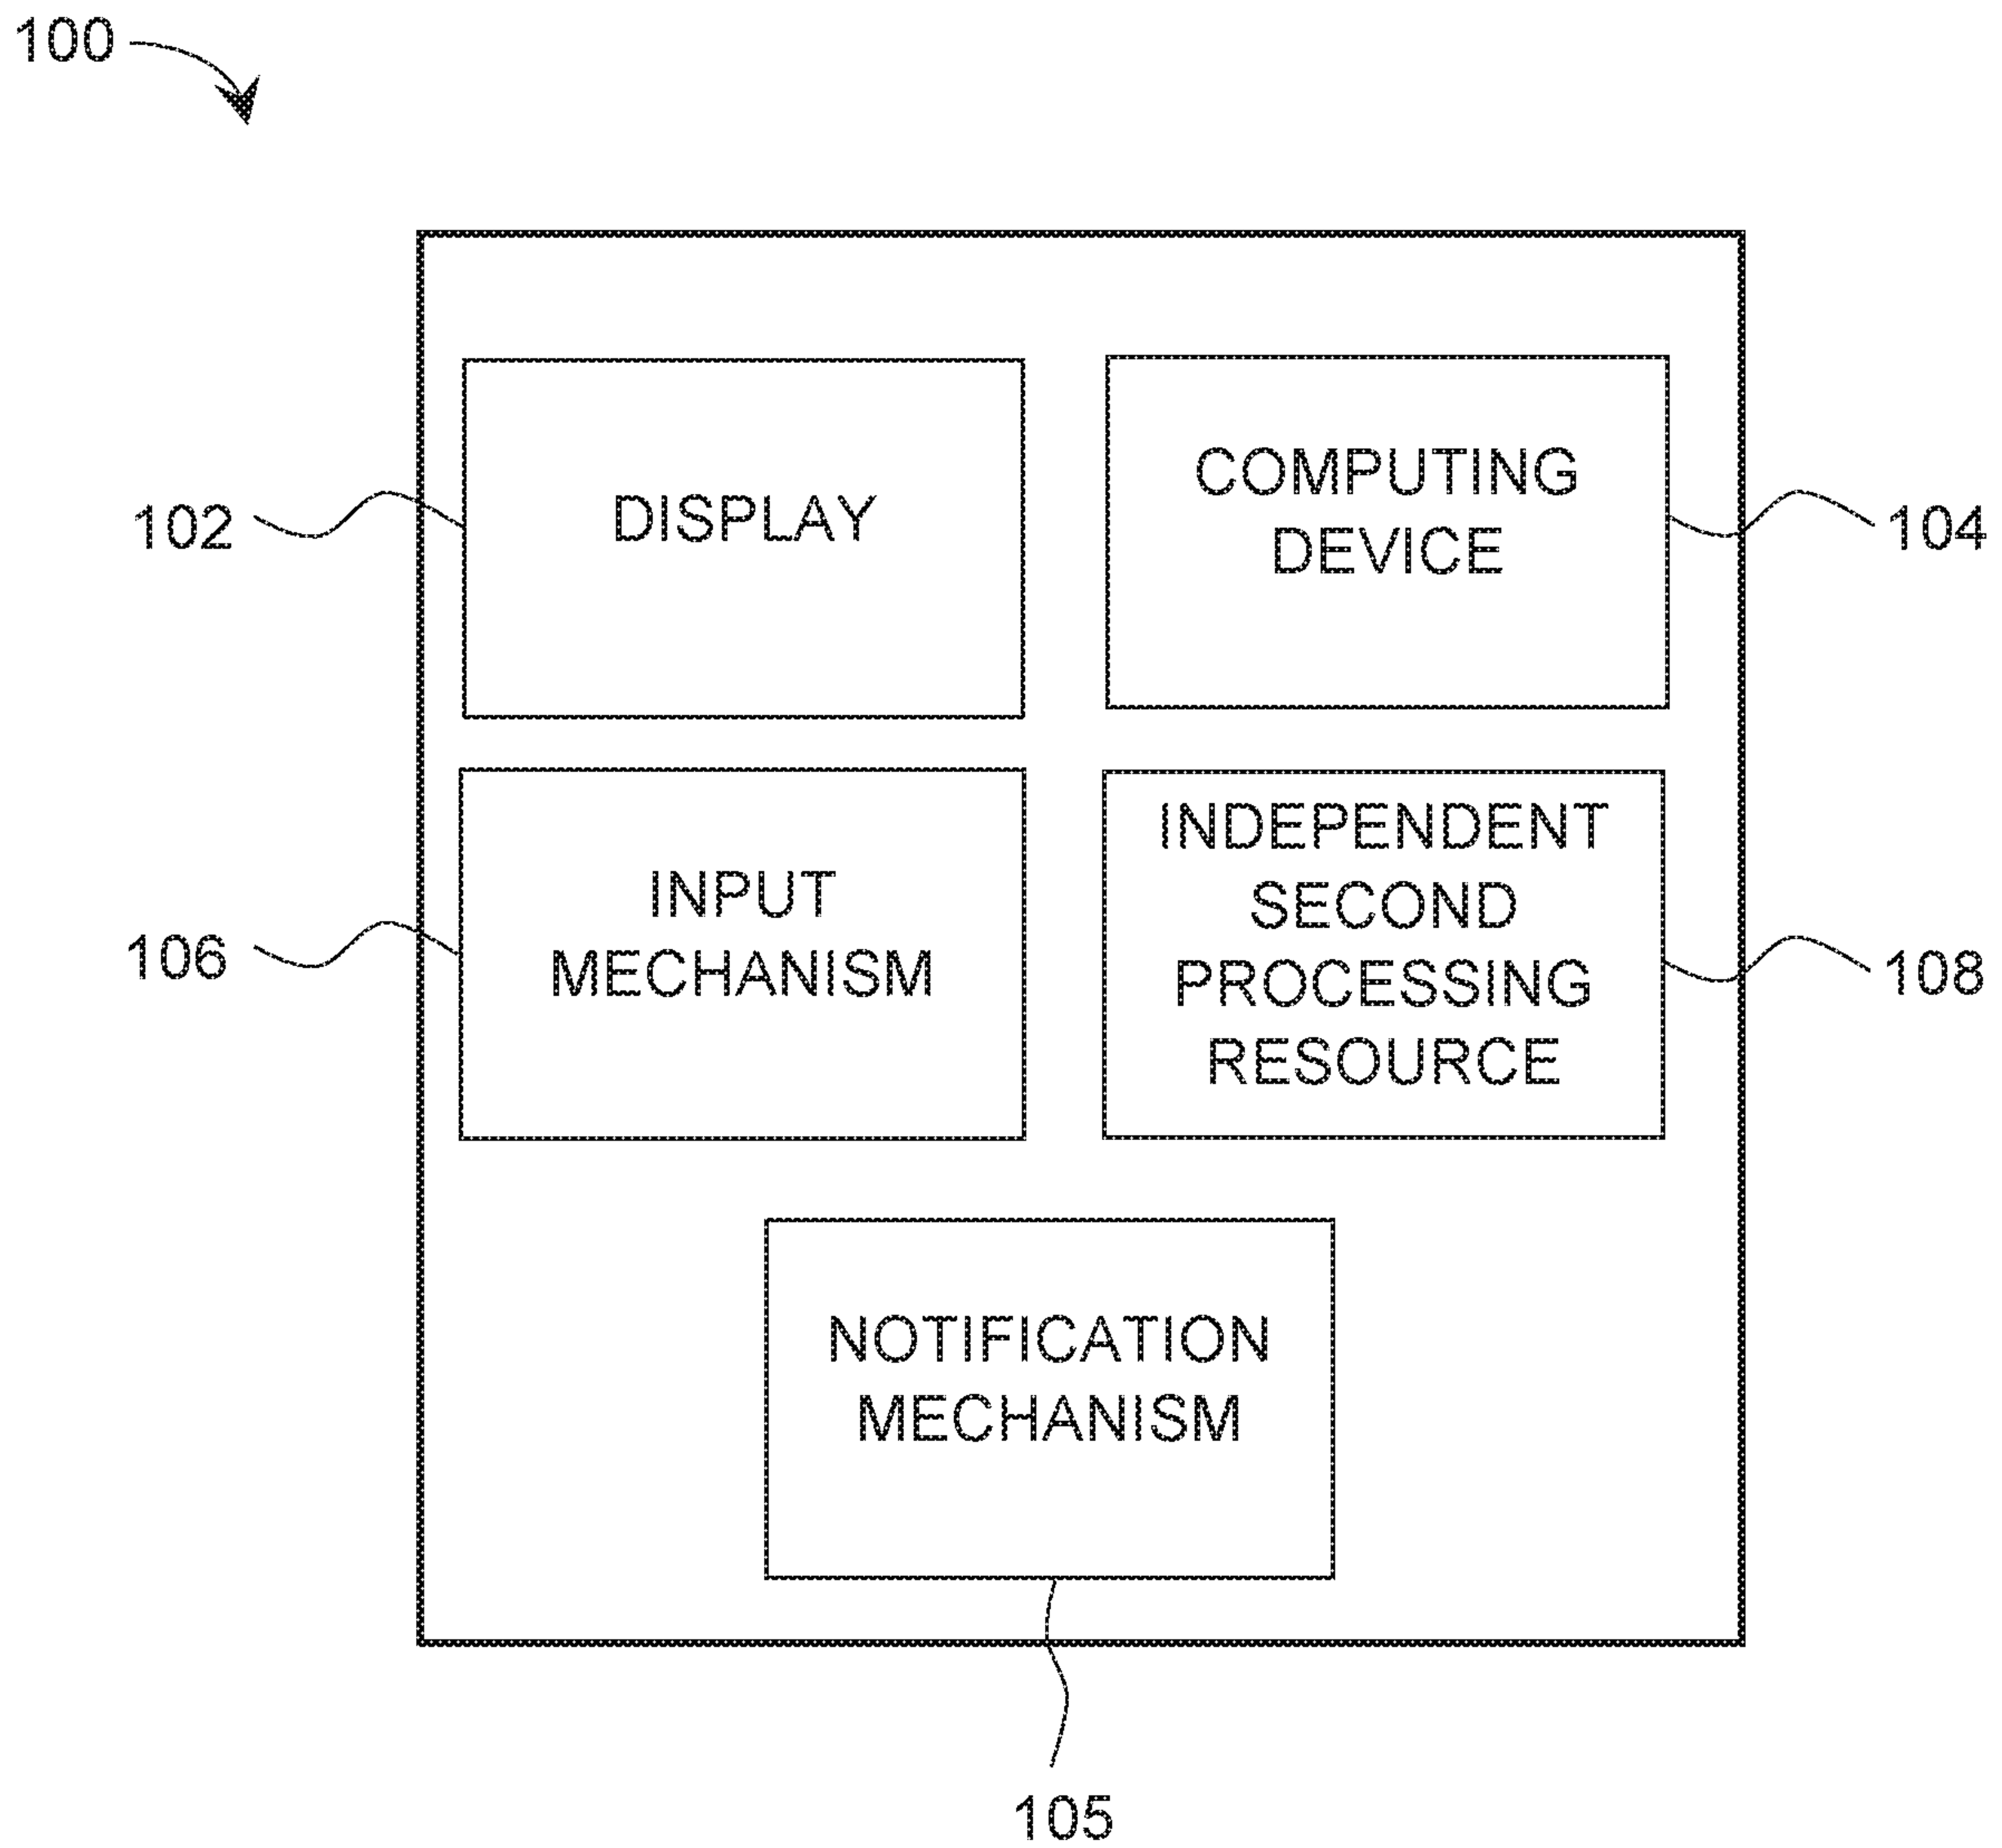 100
DISPLAY
102
COMPUTING
DEVICE
104
INPUT
MECHANISM
106
INDEPENDENT
SECOND
PROCESSING
RESOURCE
108
NOTIFICATION
MECHANISM
105